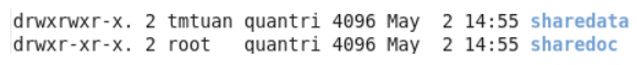 drwxrwxr-x. 2 tmtuan quantri 4096 May  2 14:55 sharedata
drwxr-xr-x. 2 root   quantri 4096 May  2 14:55 sharedoc